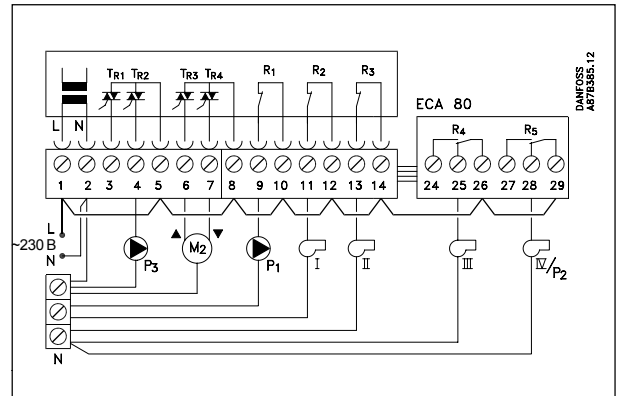 TR1 TR2 TR3 TR4 R1 R2 R3
L N
ECA 80
DANFOSS
A87B385.12
R4 R5
1 2 3 4 5 6 7 8 9 10 11 12 13 14
24 25 26 27 28 29
L
~230 В
N
▲ M2 ▼
P3
P1
I
II
III
IV/P2
N